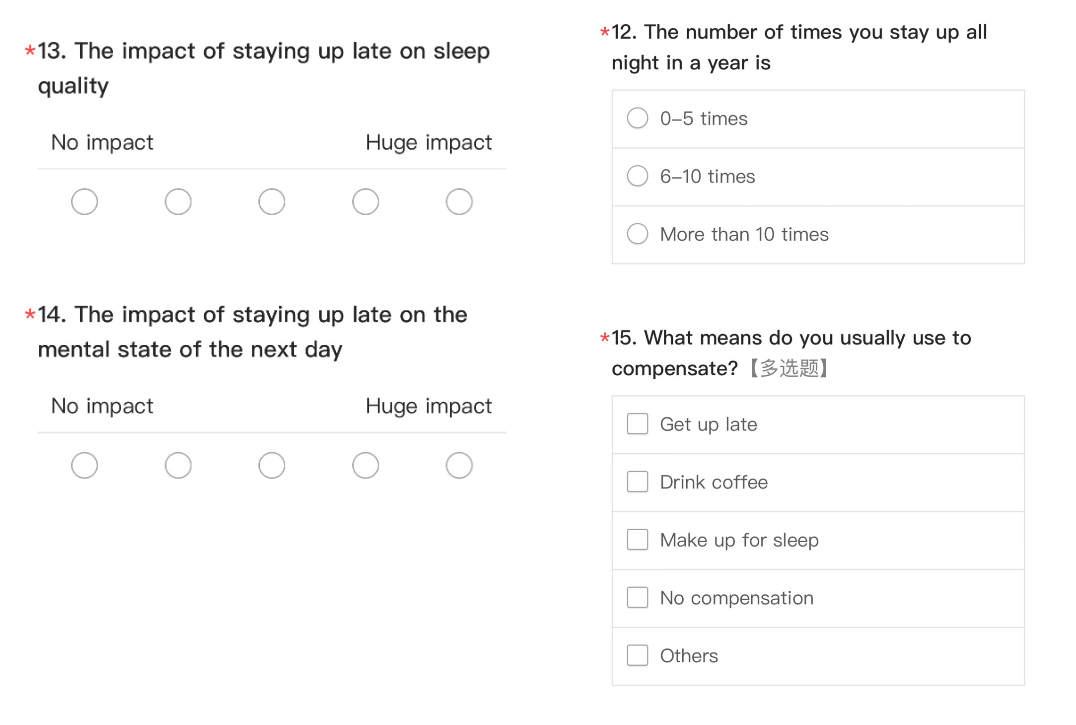 *13. The impact of staying up late on sleep
quality
No impact Huge impact
*14. The impact of staying up late on the
mental state of the next day
No impact Huge impact
*12. The number of times you stay up all
night in a year is
0–5 times
6–10 times
More than 10 times
*15. What means do you usually use to
compensate?【多选题】
Get up late
Drink coffee
Make up for sleep
No compensation
Others